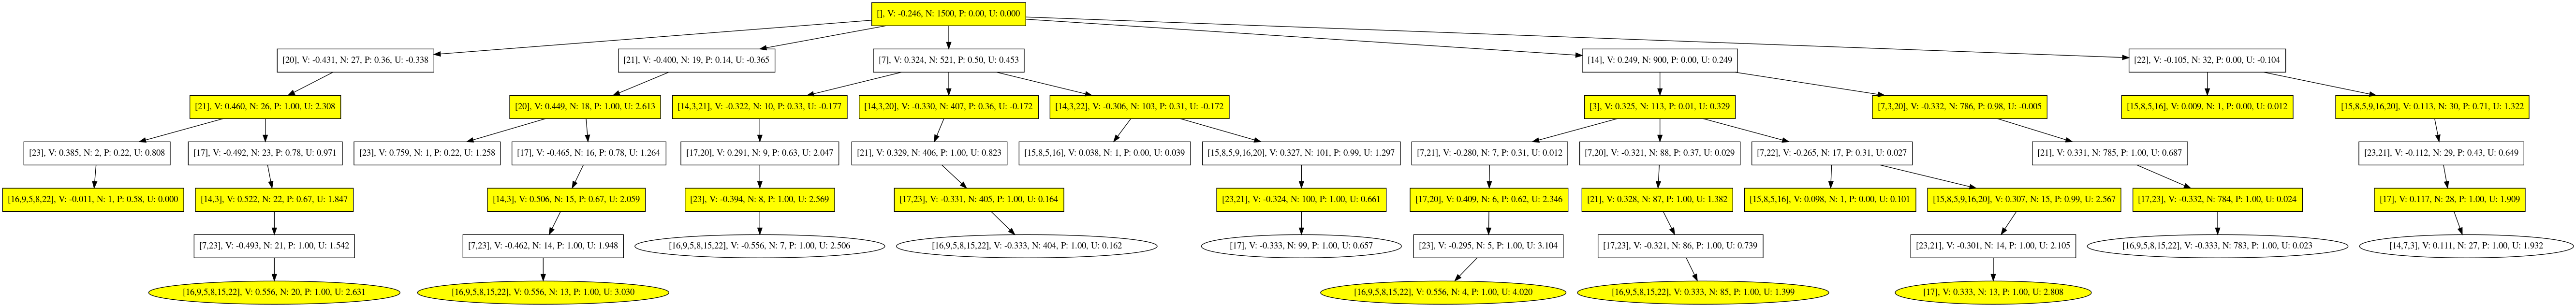 [], V: -0.246, N: 1500, P: 0.00, U: 0.000
[20], V: -0.431, N: 27, P: 0.36, U: -0.338
[21], V: -0.400, N: 19, P: 0.14, U: -0.365
[7], V: 0.324, N: 521, P: 0.50, U: 0.453
[14], V: 0.249, N: 900, P: 0.00, U: 0.249
[22], V: -0.105, N: 32, P: 0.00, U: -0.104
[21], V: 0.460, N: 26, P: 1.00, U: 2.308
[20], V: 0.449, N: 18, P: 1.00, U: 2.613
[14,3,21], V: -0.322, N: 10, P: 0.33, U: -0.177
[14,3,20], V: -0.330, N: 407, P: 0.36, U: -0.172
[14,3,22], V: -0.306, N: 103, P: 0.31, U: -0.172
[3], V: 0.325, N: 113, P: 0.01, U: 0.329
[7,3,20], V: -0.332, N: 786, P: 0.98, U: -0.005
[15,8,5,16], V: 0.009, N: 1, P: 0.00, U: 0.012
[15,8,5,9,16,20], V: 0.113, N: 30, P: 0.71, U: 1.322
[23], V: 0.385, N: 2, P: 0.22, U: 0.808
[17], V: -0.492, N: 23, P: 0.78, U: 0.971
[23], V: 0.759, N: 1, P: 0.22, U: 1.258
[17], V: -0.465, N: 16, P: 0.78, U: 1.264
[17,20], V: 0.291, N: 9, P: 0.63, U: 2.047
[21], V: 0.329, N: 406, P: 1.00, U: 0.823
[15,8,5,16], V: 0.038, N: 1, P: 0.00, U: 0.039
[15,8,5,9,16,20], V: 0.327, N: 101, P: 0.99, U: 1.297
[7,21], V: -0.280, N: 7, P: 0.31, U: 0.012
[7,20], V: -0.321, N: 88, P: 0.37, U: 0.029
[7,22], V: -0.265, N: 17, P: 0.31, U: 0.027
[21], V: 0.331, N: 785, P: 1.00, U: 0.687
[23,21], V: -0.112, N: 29, P: 0.43, U: 0.649
[16,9,5,8,22], V: -0.011, N: 1, P: 0.58, U: 0.000
[14,3], V: 0.522, N: 22, P: 0.67, U: 1.847
[14,3], V: 0.506, N: 15, P: 0.67, U: 2.059
[23], V: -0.394, N: 8, P: 1.00, U: 2.569
[17,23], V: -0.331, N: 405, P: 1.00, U: 0.164
[23,21], V: -0.324, N: 100, P: 1.00, U: 0.661
[17,20], V: 0.409, N: 6, P: 0.62, U: 2.346
[21], V: 0.328, N: 87, P: 1.00, U: 1.382
[15,8,5,16], V: 0.098, N: 1, P: 0.00, U: 0.101
[15,8,5,9,16,20], V: 0.307, N: 15, P: 0.99, U: 2.567
[17,23], V: -0.332, N: 784, P: 1.00, U: 0.024
[17], V: 0.117, N: 28, P: 1.00, U: 1.909
[7,23], V: -0.493, N: 21, P: 1.00, U: 1.542
[7,23], V: -0.462, N: 14, P: 1.00, U: 1.948
[16,9,5,8,15,22], V: -0.556, N: 7, P: 1.00, U: 2.506
[16,9,5,8,15,22], V: -0.333, N: 404, P: 1.00, U: 0.162
[17], V: -0.333, N: 99, P: 1.00, U: 0.657
[23], V: -0.295, N: 5, P: 1.00, U: 3.104
[17,23], V: -0.321, N: 86, P: 1.00, U: 0.739
[23,21], V: -0.301, N: 14, P: 1.00, U: 2.105
[16,9,5,8,15,22], V: -0.333, N: 783, P: 1.00, U: 0.023
[14,7,3], V: 0.111, N: 27, P: 1.00, U: 1.932
[16,9,5,8,15,22], V: 0.556, N: 20, P: 1.00, U: 2.631
[16,9,5,8,15,22], V: 0.556, N: 13, P: 1.00, U: 3.030
[16,9,5,8,15,22], V: 0.556, N: 4, P: 1.00, U: 4.020
[16,9,5,8,15,22], V: 0.333, N: 85, P: 1.00, U: 1.399
[17], V: 0.333, N: 13, P: 1.00, U: 2.808